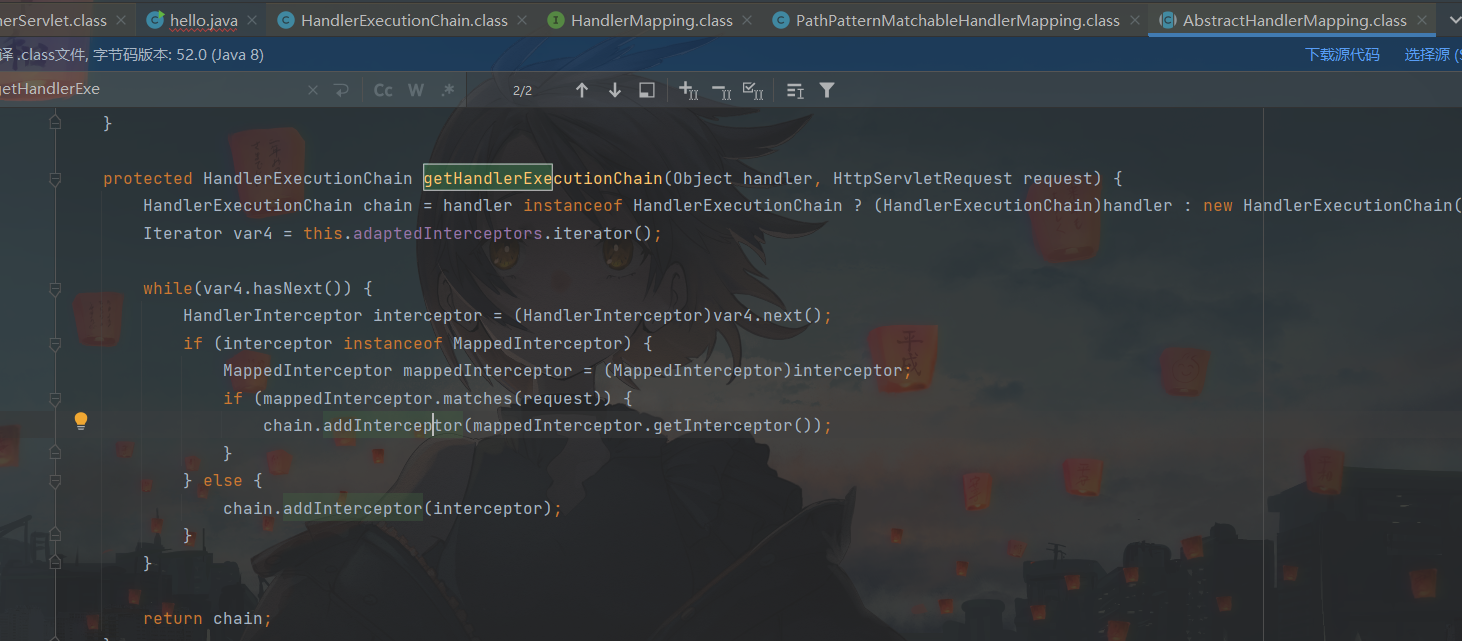 nerServlet.class hello.java HandlerExecutionChain.class HandlerMapping.class PathPatternMatchableHandlerMapping.class AbstractHandlerMapping.class
译 .class文件, 字节码版本: 52.0 (Java 8) 下载源代码 选择源 (
etHandlerExe Cc W .* 2/2
}
protected HandlerExecutionChain getHandlerExecutionChain(Object handler, HttpServletRequest request) {
HandlerExecutionChain chain = handler instanceof HandlerExecutionChain ? (HandlerExecutionChain)handler : new HandlerExecutionChain(
Iterator var4 = this.adaptedInterceptors.iterator();
while(var4.hasNext()) {
HandlerInterceptor interceptor = (HandlerInterceptor)var4.next();
if (interceptor instanceof MappedInterceptor) {
MappedInterceptor mappedInterceptor = (MappedInterceptor)interceptor;
if (mappedInterceptor.matches(request)) {
chain.addInterceptor(mappedInterceptor.getInterceptor());
}
} else {
chain.addInterceptor(interceptor);
}
}
return chain;